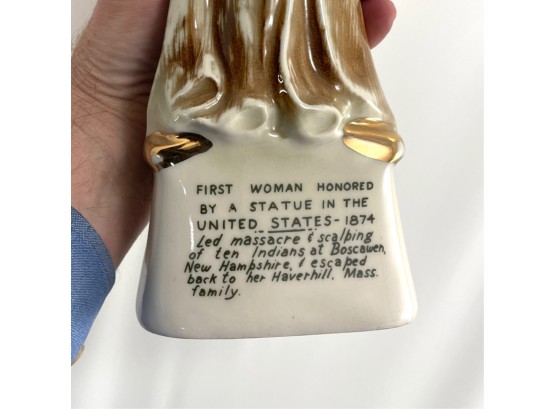 FIRST WOMAN HONORED
BY A STATUE IN THE
UNITED STATES - 1874
Led massacre & scalping
of ten Indians at Boscawen,
New Hampshire, & escaped
back to her Haverhill, Mass.
family.